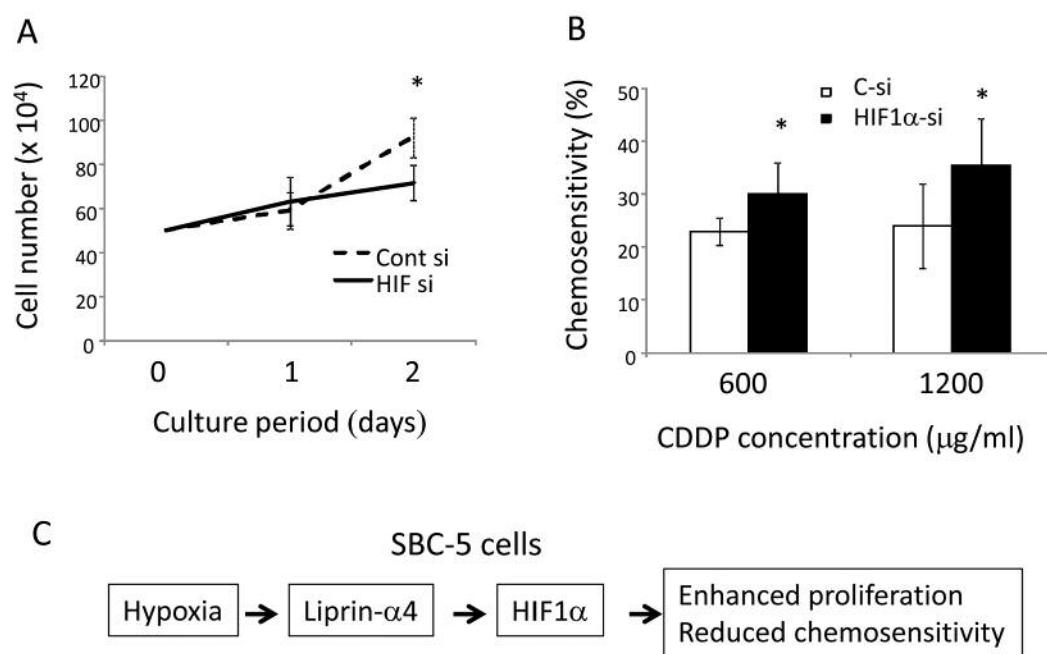 A
*
120
100
80
60
40
20
0
Cell number (x 10⁴)
Cont si
HIF si
0 1 2
Culture period (days)
B
C-si
HIF1α-si
* *
50
40
30
20
10
0
Chemosensitivity (%)
600 1200
CDDP concentration (μg/ml)
C
SBC-5 cells
Hypoxia
Liprin-α4
HIF1α
Enhanced proliferation
Reduced chemosensitivity